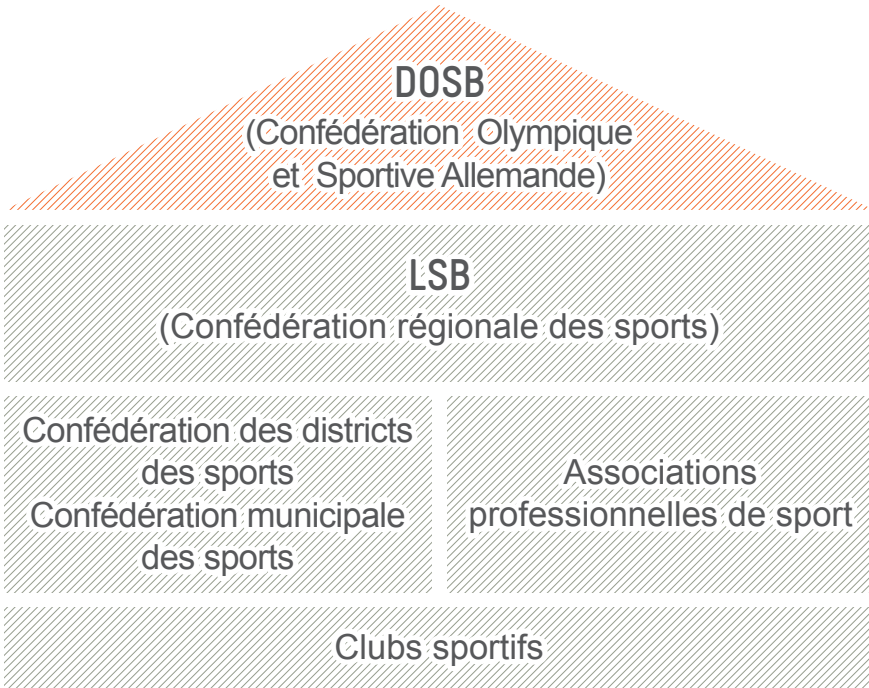 DOSB
(Confédération Olympique
et Sportive Allemande)
LSB
(Confédération régionale des sports)
Confédération des districts
des sports
Confédération municipale
des sports
Associations
professionnelles de sport
Clubs sportifs